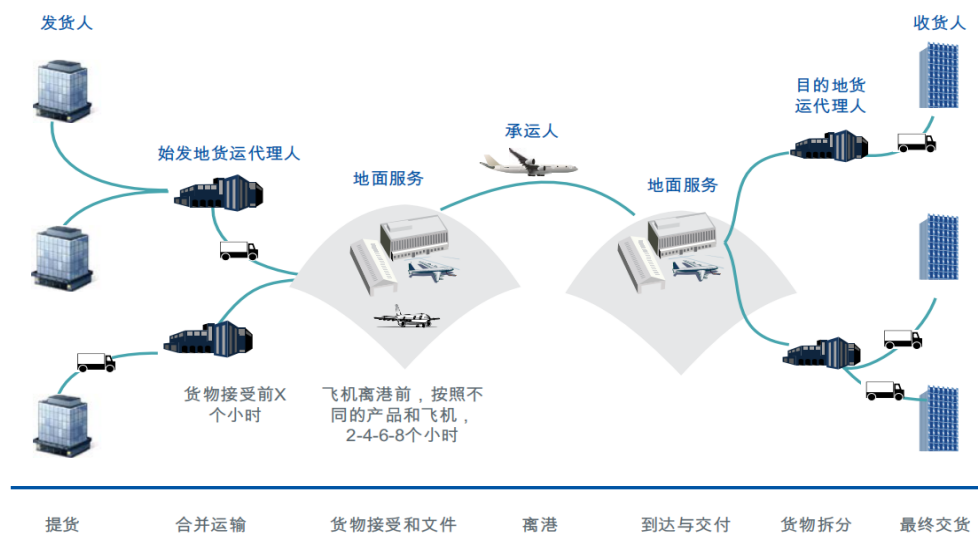 发货人
收货人
目的地货
运代理人
承运人
始发地货运代理人
地面服务
地面服务
货物接受前X
个小时
飞机离港前，按照不
同的产品和飞机，
2-4-6-8个小时
提货
合并运输
货物接受和文件
离港
到达与交付
货物拆分
最终交货